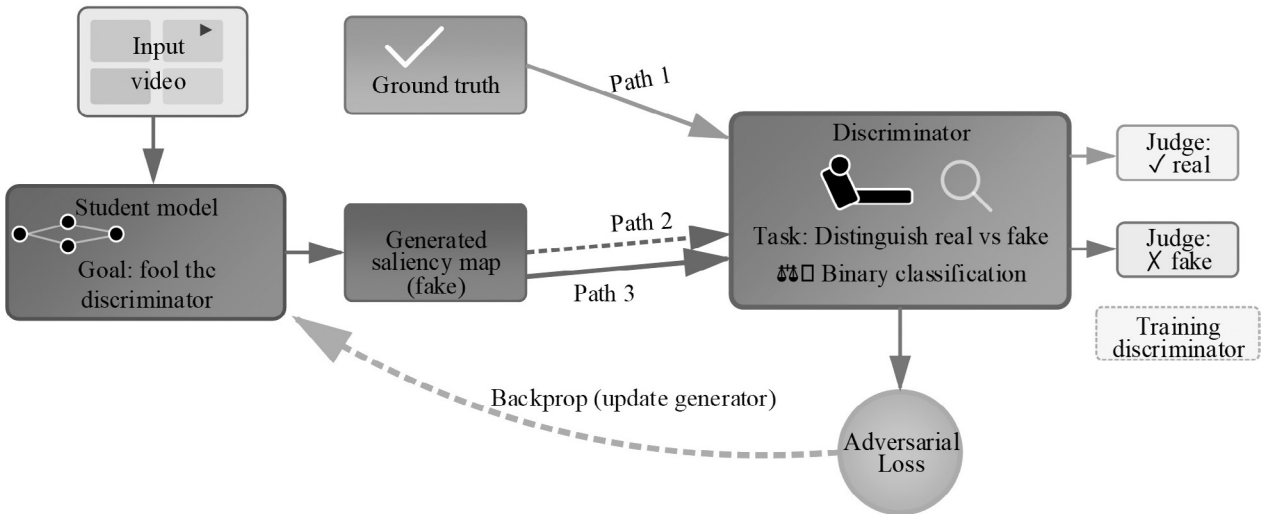 Input
video
Ground truth
Path 1
Student model
Goal: fool thc
discriminator
Generated
saliency map
(fake)
Path 2
Path 3
Discriminator
Task: Distinguish real vs fake
⚖⚖□ Binary classification
Judge:
✓ real
Judge:
✗ fake
Training
discriminator
Backprop (update generator)
Adversarial
Loss